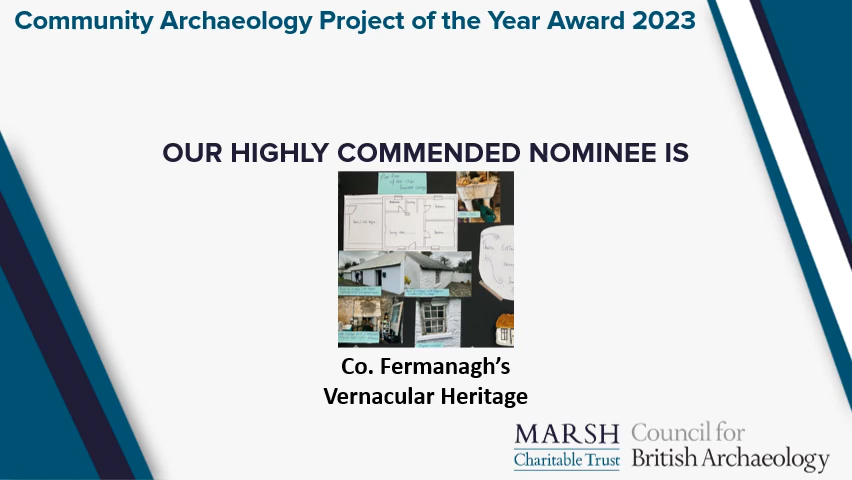 Community Archaeology Project of the Year Award 2023
OUR HIGHLY COMMENDED NOMINEE IS
Co. Fermanagh's
Vernacular Heritage
MARSH
Charitable Trust
Council for
British Archaeology